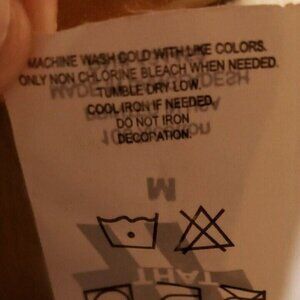 MACHINE WASH COLD WITH LIKE COLORS.
ONLY NON CHLORINE BLEACH WHEN NEEDED.
TUMBLE DRY LOW.
COOL IRON IF NEEDED.
DO NOT IRON
DECORATION.
M